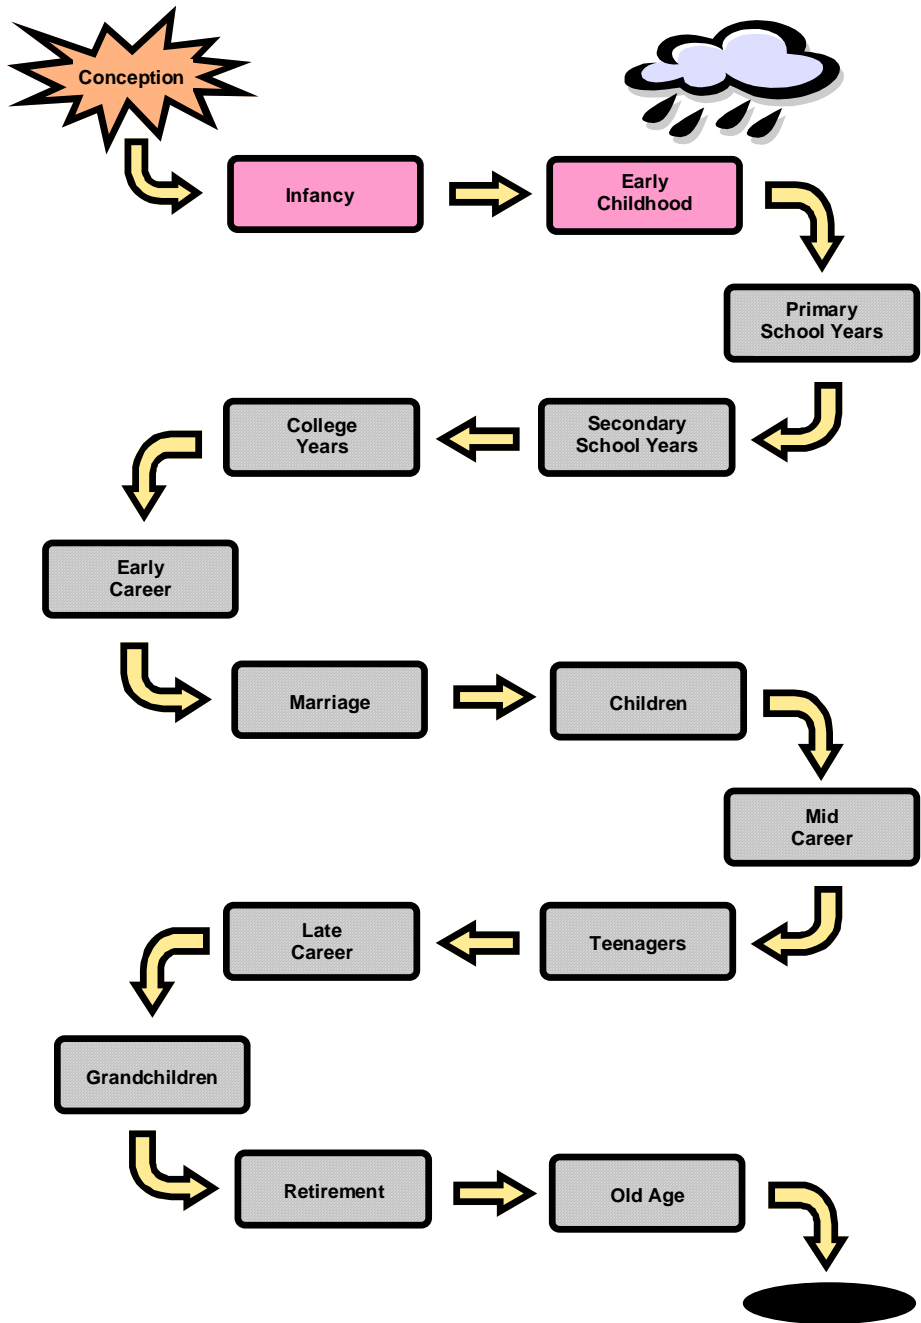 Conception
Infancy
Early
Childhood
Primary
School Years
Secondary
School Years
College
Years
Early
Career
Marriage
Children
Mid
Career
Teenagers
Late
Career
Grandchildren
Retirement
Old Age